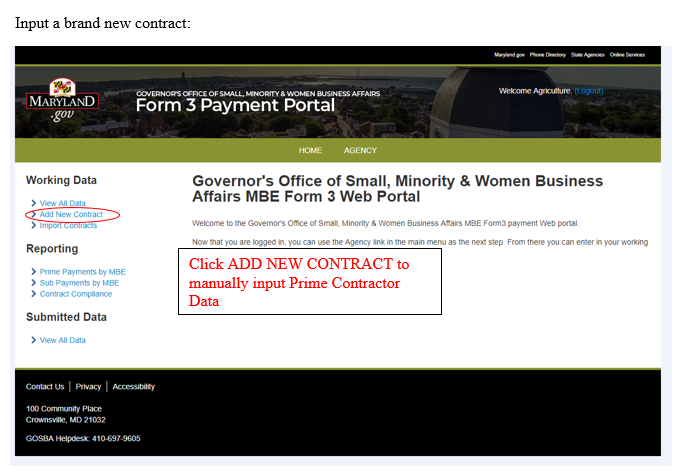 Input a brand new contract:
Maryland.gov Phone Directory State Agencies Online Services
MARYLAND
.gov
GOVERNOR'S OFFICE OF SMALL, MINORITY & WOMEN BUSINESS AFFAIRS
Form 3 Payment Portal
Welcome Agriculture. (Logout)
HOME AGENCY
Working Data
View All Data
Add New Contract
Import Contracts
Reporting
Prime Payments by MBE
Sub Payments by MBE
Contract Compliance
Submitted Data
View All Data
Governor's Office of Small, Minority & Women Business
Affairs MBE Form 3 Web Portal
Welcome to the Governor's Office of Small, Minority & Women Business Affairs MBE Form3 payment Web portal.
Now that you are logged in, you can use the Agency link in the main menu as the next step. From there you can enter in your working
Click ADD NEW CONTRACT to
manually input Prime Contractor
Data
Contact Us | Privacy | Accessibility
100 Community Place
Crownsville, MD 21032
GOSBA Helpdesk: 410-697-9605